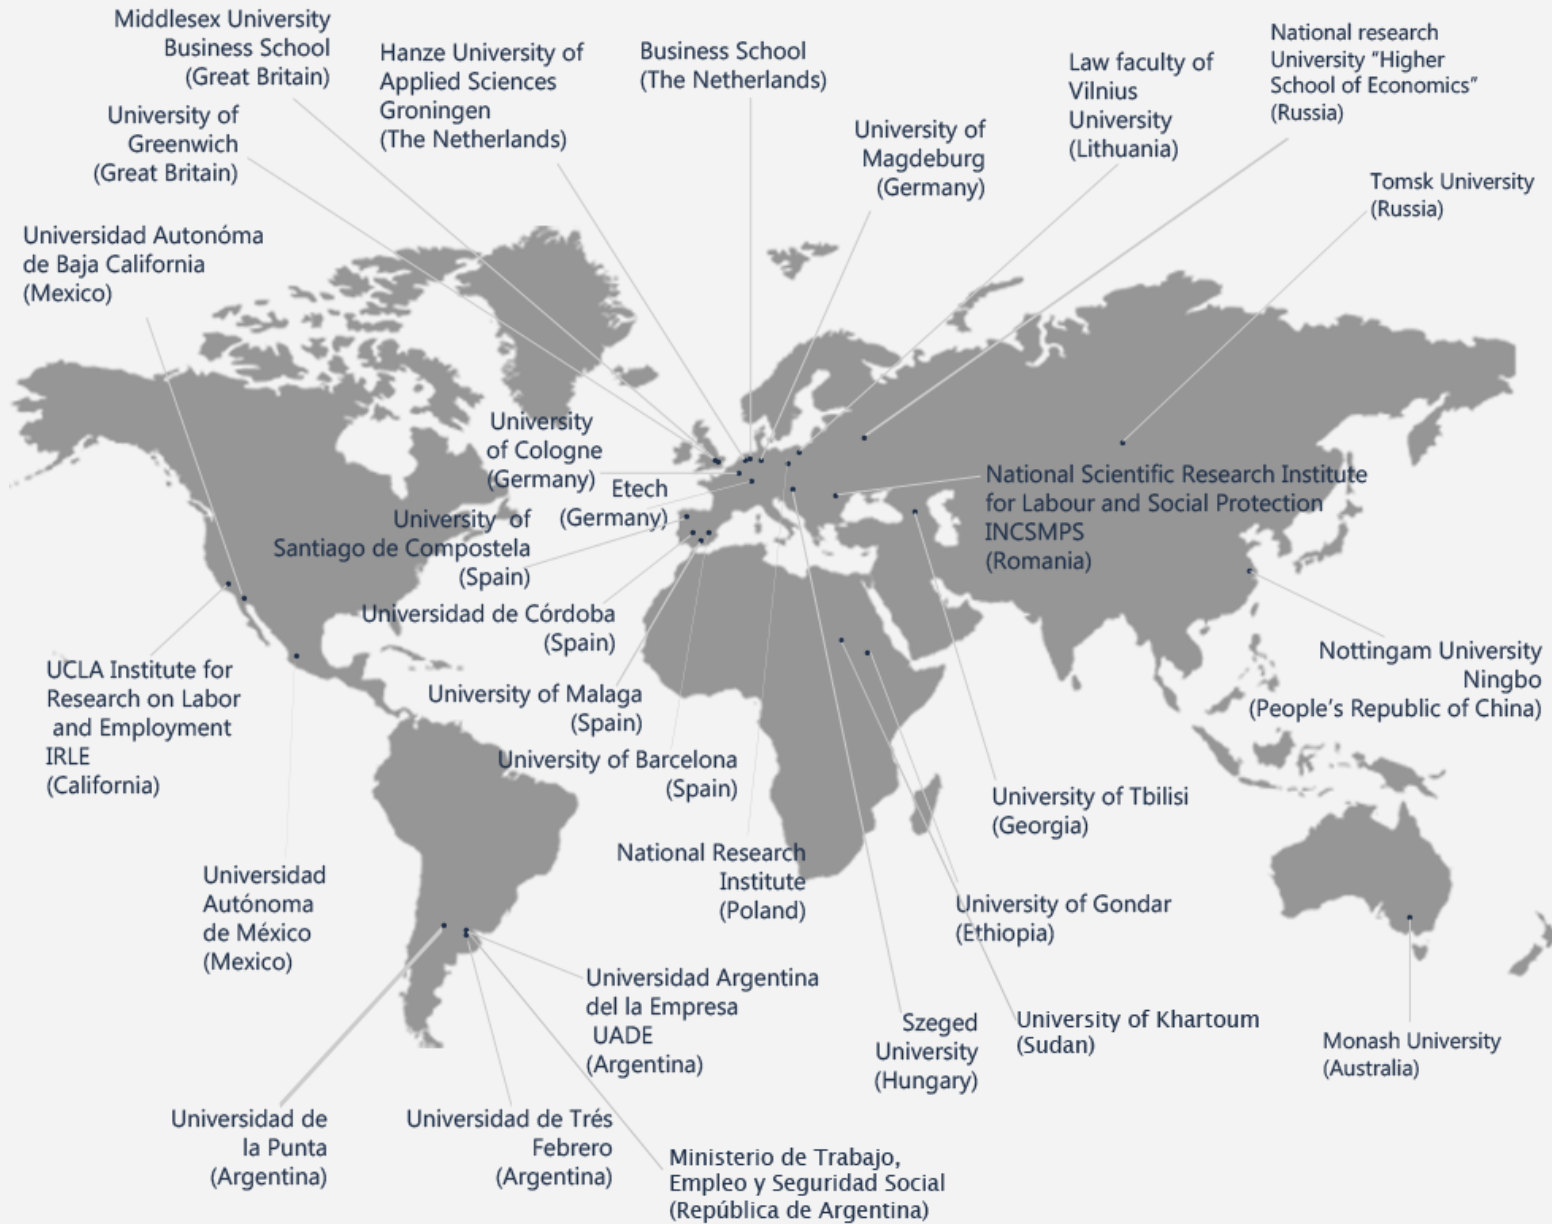 Middlesex University
Business School
(Great Britain)
Hanze University of
Applied Sciences
Groningen
(The Netherlands)
Business School
(The Netherlands)
Law faculty of
Vilnius
University
(Lithuania)
National research
University “Higher
School of Economics”
(Russia)
University of
Greenwich
(Great Britain)
University of
Magdeburg
(Germany)
Tomsk University
(Russia)
Universidad Autonóma
de Baja California
(Mexico)
University
of Cologne
(Germany)
Etech
(Germany)
National Scientific Research Institute
for Labour and Social Protection
INCSMPS
(Romania)
University of
Santiago de Compostela
(Spain)
Universidad de Córdoba
(Spain)
UCLA Institute for
Research on Labor
and Employment
IRLE
(California)
University of Malaga
(Spain)
Nottingam University
Ningbo
(People’s Republic of China)
University of Barcelona
(Spain)
University of Tbilisi
(Georgia)
National Research
Institute
(Poland)
Universidad
Autónoma
de México
(Mexico)
University of Gondar
(Ethiopia)
Universidad Argentina
del la Empresa
UADE
(Argentina)
Szeged
University
(Hungary)
University of Khartoum
(Sudan)
Monash University
(Australia)
Universidad de
la Punta
(Argentina)
Universidad de Trés
Febrero
(Argentina)
Ministerio de Trabajo,
Empleo y Seguridad Social
(República de Argentina)